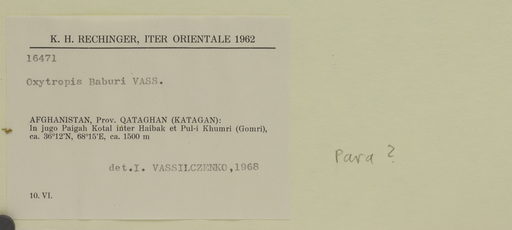 K. H. RECHINGER, ITER ORIENTALE 1962
16471
Oxytropis Baburi VASS.
AFGHANISTAN, Prov. QATAGHAN (KATAGAN):
In jugo Paigah Kotal inter Haibak et Pul-i Khumri (Gomri),
ca. 36°12'N, 68°15'E, ca. 1500 m
Para ?
det.I. VASSILCZENKO,1968
10. VI.